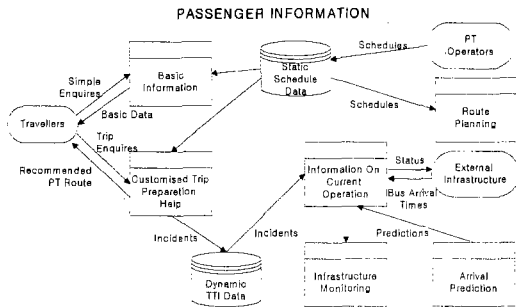 PASSENGER INFORMATION
Schedules
PT
Operators
Simple
Enquires
Basic
Information
Static
Schedule
Data
Travellers
Basic Data
Schedules
Route
Planning
Trip
Enquires
Recommended
PT Route
Customised Trip
Preparetion
Help
Information On
Current
Operation
Status
External
Infrastructure
IBus Arrival
Times
Incidents
Incidents
Predictions
Dynamic
TTI Data
Infrastructure
Monitoring
Arrival
Prediction